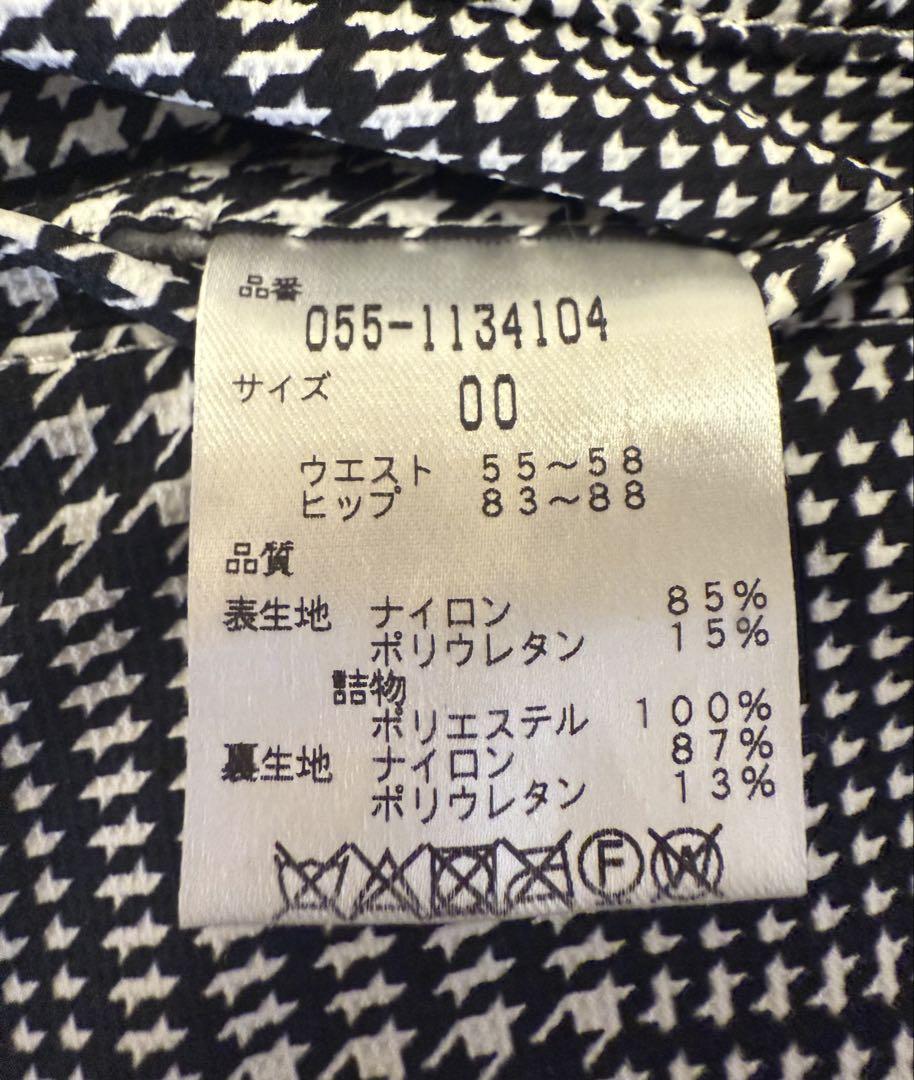 品番
055-1134104
サイズ 00
ウエスト 55~58
ヒップ 83~88
品質
表生地 ナイロン 85%
ポリウレタン 15%
詰物
ポリエステル 100%
裏生地 ナイロン 87%
ポリウレタン 13%
F W